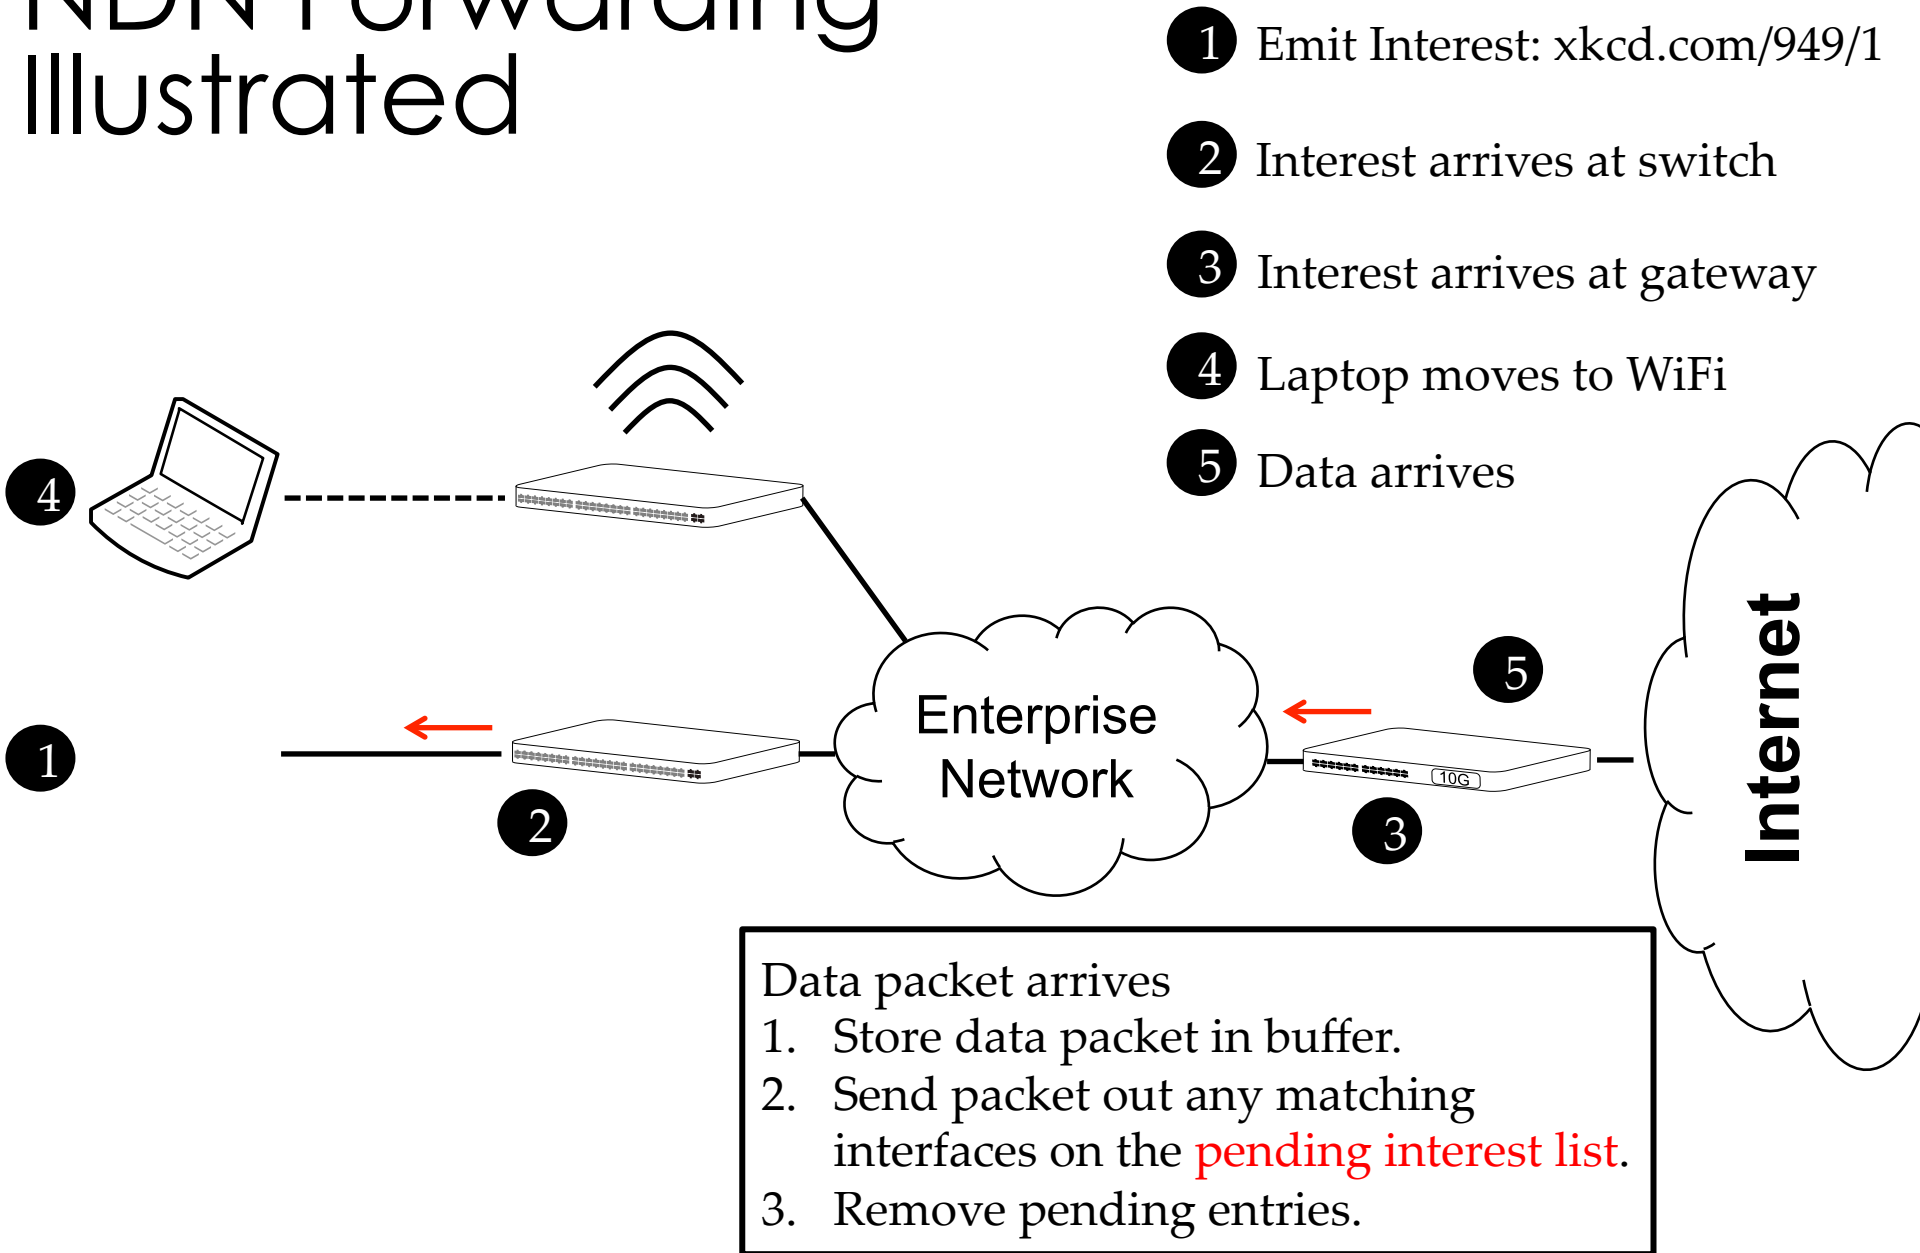 NDN Forwarding
Illustrated
1 Emit Interest: xkcd.com/949/1
2 Interest arrives at switch
3 Interest arrives at gateway
4 Laptop moves to WiFi
5 Data arrives
4
5
Enterprise
Network
Internet
1
10G
2
3
Data packet arrives
1. Store data packet in buffer.
2. Send packet out any matching
interfaces on the pending interest list.
3. Remove pending entries.